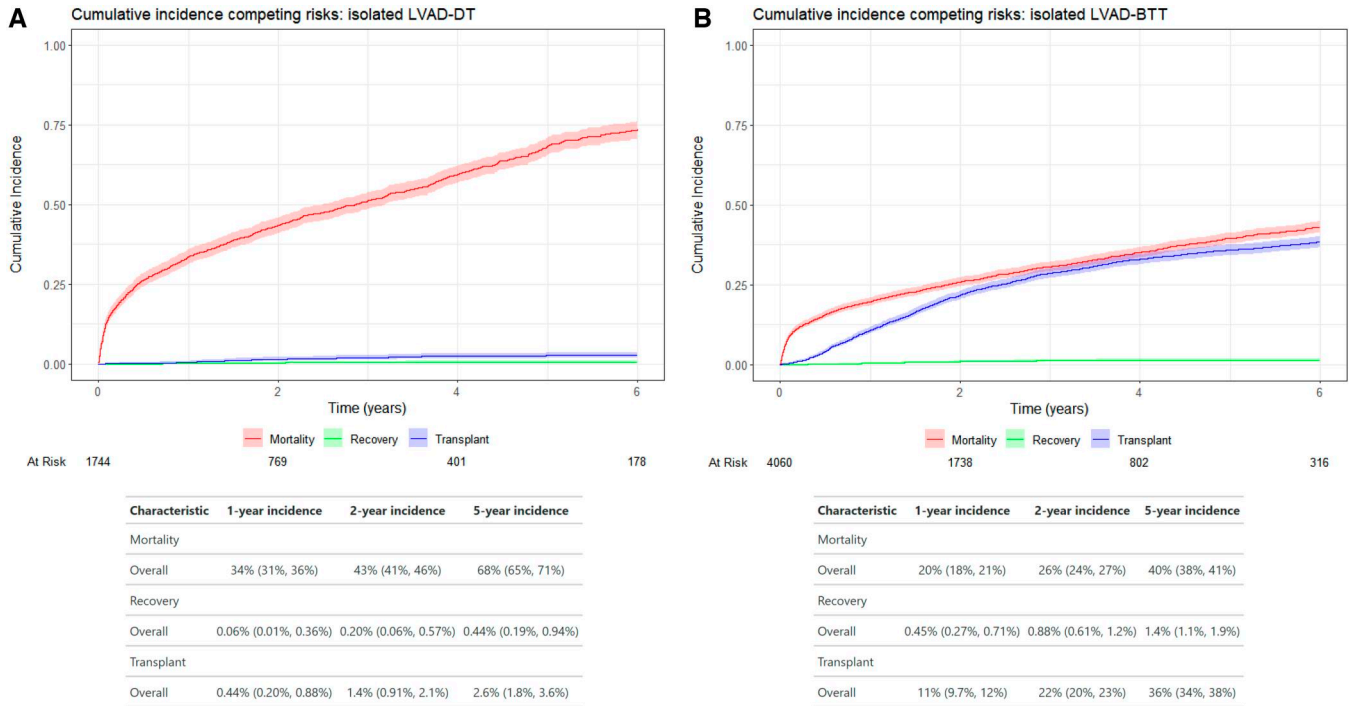 A
Cumulative incidence competing risks: isolated LVAD-DT
1.00
0.75
0.50
0.25
0.00
Cumulative Incidence
0 2 4 6
Time (years)
Mortality Recovery Transplant
At Risk 1744 769 401 178
Characteristic 1-year incidence 2-year incidence 5-year incidence
Mortality
Overall 34% (31%, 36%) 43% (41%, 46%) 68% (65%, 71%)
Recovery
Overall 0.06% (0.01%, 0.36%) 0.20% (0.06%, 0.57%) 0.44% (0.19%, 0.94%)
Transplant
Overall 0.44% (0.20%, 0.88%) 1.4% (0.91%, 2.1%) 2.6% (1.8%, 3.6%)
B
Cumulative incidence competing risks: isolated LVAD-BTT
1.00
0.75
0.50
0.25
0.00
Cumulative Incidence
0 2 4 6
Time (years)
Mortality Recovery Transplant
At Risk 4060 1738 802 316
Characteristic 1-year incidence 2-year incidence 5-year incidence
Mortality
Overall 20% (18%, 21%) 26% (24%, 27%) 40% (38%, 41%)
Recovery
Overall 0.45% (0.27%, 0.71%) 0.88% (0.61%, 1.2%) 1.4% (1.1%, 1.9%)
Transplant
Overall 11% (9.7%, 12%) 22% (20%, 23%) 36% (34%, 38%)